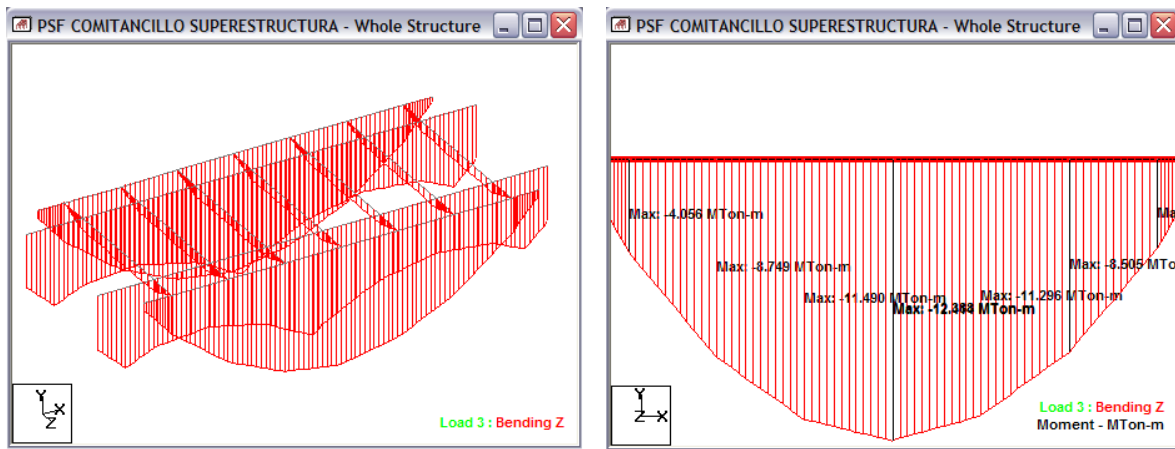 PSF COMITANCILLO SUPERESTRUCTURA - Whole Structure
Y
X
Z
Load 3 : Bending Z
PSF COMITANCILLO SUPERESTRUCTURA - Whole Structure
Max: -4.056 MTon-m
Max: -8.749 MTon-m
Max: -8.505 MTo
Max: -11.490 MTon-m
Max: -11.296 MTon-m
Max: MTon-m
Y
Z X
Load 3 : Bending Z
Moment - MTon-m